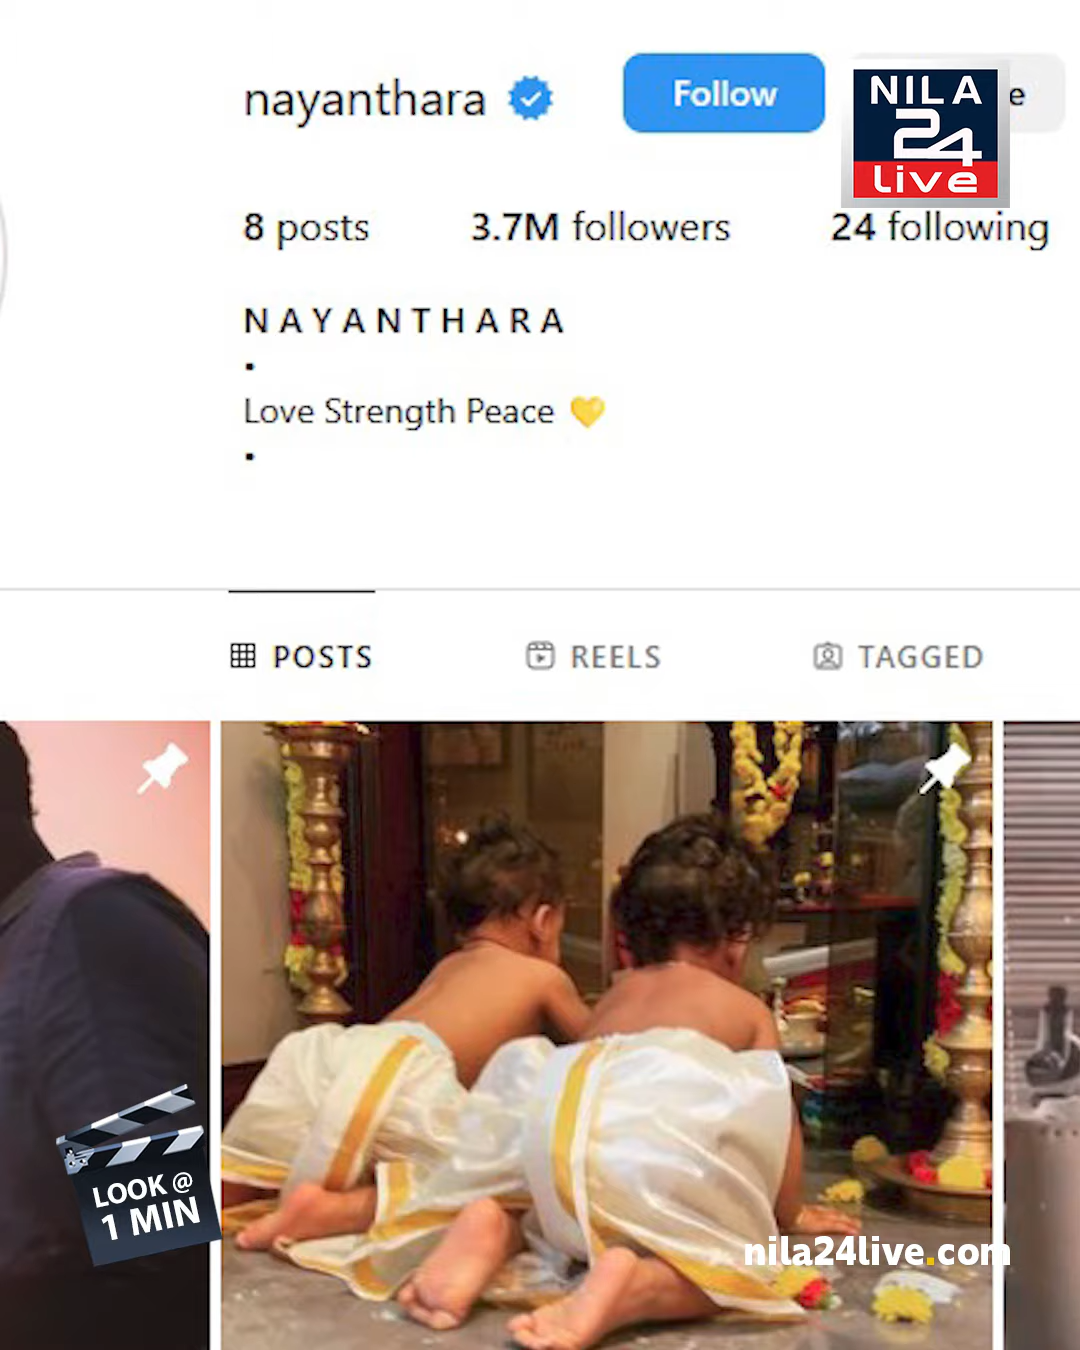 nayanthara
Follow
e
NILA
24
Live
8 posts
3.7M followers
24 following
NAYANTHARA
.
Love Strength Peace 💛
.
POSTS
REELS
TAGGED
LOOK @
1 MIN
nila24live.com